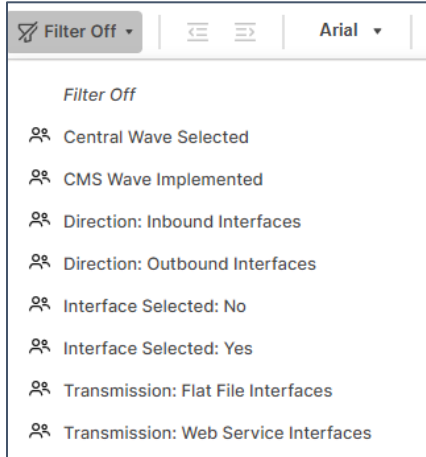 Filter Off Arial
Filter Off
Central Wave Selected
CMS Wave Implemented
Direction: Inbound Interfaces
Direction: Outbound Interfaces
Interface Selected: No
Interface Selected: Yes
Transmission: Flat File Interfaces
Transmission: Web Service Interfaces